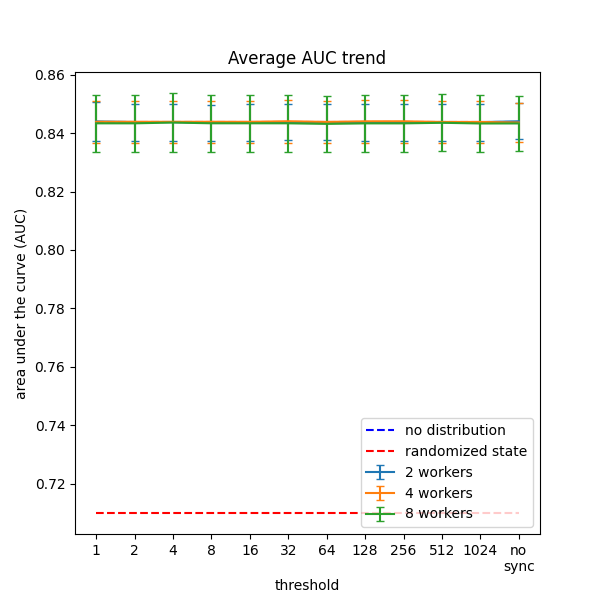 Average AUC trend
0.86
0.84
0.82
0.80
0.78
0.76
0.74
0.72
area under the curve (AUC)
no distribution
randomized state
2 workers
4 workers
8 workers
1 2 4 8 16 32 64 128 256 512 1024 no
sync
threshold